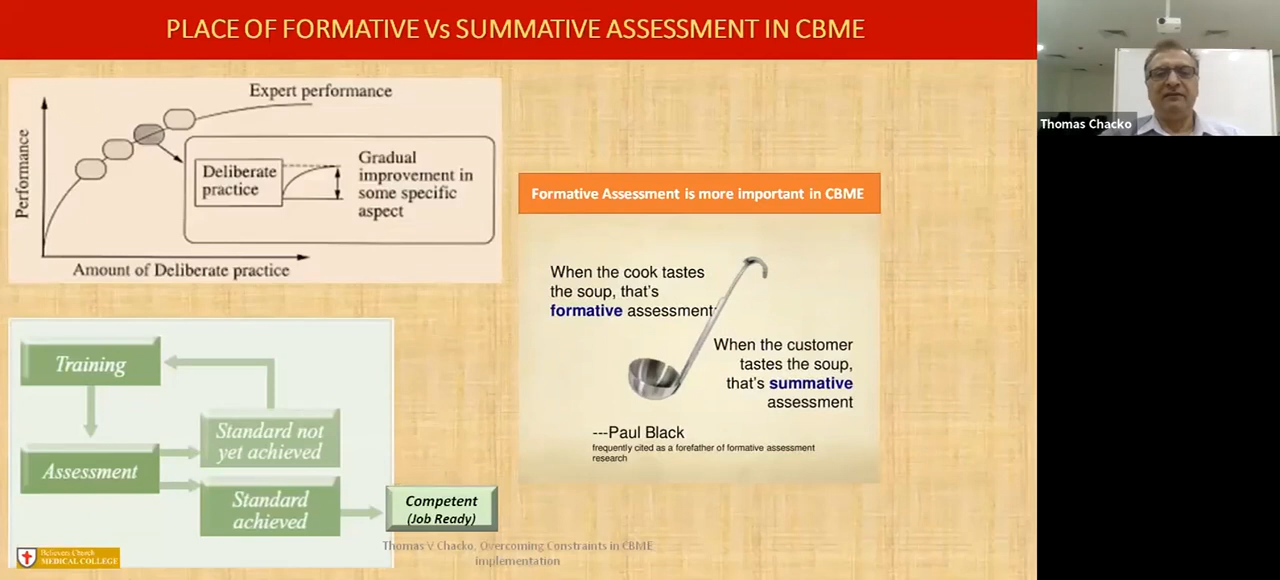 PLACE OF FORMATIVE Vs SUMMATIVE ASSESSMENT IN CBME
Thomas Chacko
Expert performance
Performance
Deliberate
practice
Gradual
improvement in
some specific
aspect
Amount of Deliberate practice
Formative Assessment is more important in CBME
When the cook tastes
the soup, that's
formative assessment
When the customer
tastes the soup,
that's summative
assessment
---Paul Black
frequently cited as a forefather of formative assessment
research
Training
Assessment
Standard not
yet achieved
Standard
achieved
Competent
(Job Ready)
Believers Church
MEDICAL COLLEGE
Thomas V Chacko, Overcoming Constraints in CBME
implementation